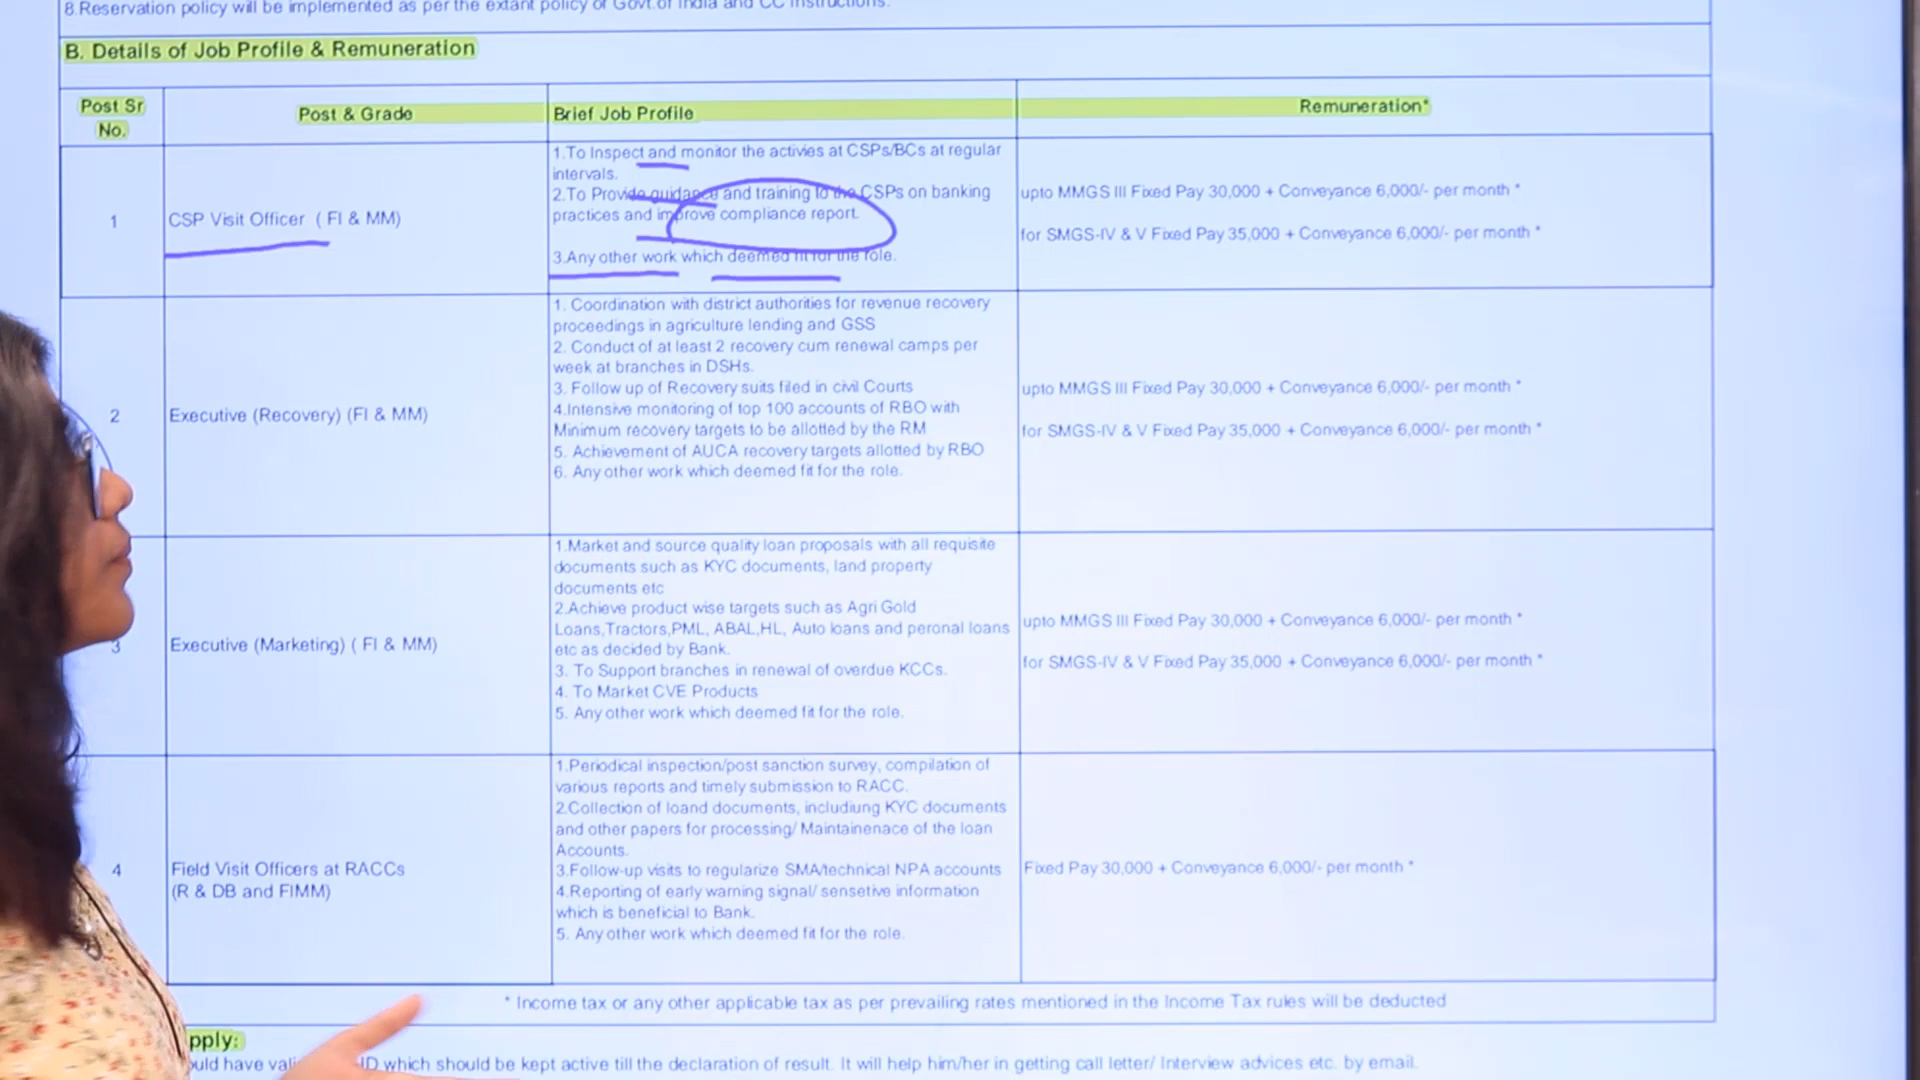 8.Reservation policy will be implemented as per the extant policy of Govt.of India and CC instructions.
B. Details of Job Profile & Remuneration
Post Sr No.
Post & Grade
Brief Job Profile
Remuneration*
1
CSP Visit Officer ( FI & MM)
1.To Inspect and monitor the activies at CSPs/BCs at regular
intervals.
2.To Provide guidance and training to the CSPs on banking
practices and improve compliance report.
3.Any other work which deemed fit for the role.
upto MMGS III Fixed Pay 30,000 + Conveyance 6,000/- per month *
for SMGS-IV & V Fixed Pay 35,000 + Conveyance 6,000/- per month *
2
Executive (Recovery) (FI & MM)
1. Coordination with district authorities for revenue recovery
proceedings in agriculture lending and GSS
2. Conduct of at least 2 recovery cum renewal camps per
week at branches in DSHs.
3. Follow up of Recovery suits filed in civil Courts
4.Intensive monitoring of top 100 accounts of RBO with
Minimum recovery targets to be allotted by the RM
5. Achievement of AUCA recovery targets allotted by RBO
6. Any other work which deemed fit for the role.
upto MMGS III Fixed Pay 30,000 + Conveyance 6,000/- per month *
for SMGS-IV & V Fixed Pay 35,000 + Conveyance 6,000/- per month *
3
Executive (Marketing) ( FI & MM)
1.Market and source quality loan proposals with all requisite
documents such as KYC documents, land property
documents etc
2.Achieve product wise targets such as Agri Gold
Loans,Tractors,PML, ABAL,HL, Auto loans and peronal loans
etc as decided by Bank.
3. To Support branches in renewal of overdue KCCs.
4. To Market CVE Products
5. Any other work which deemed fit for the role.
upto MMGS III Fixed Pay 30,000 + Conveyance 6,000/- per month *
for SMGS-IV & V Fixed Pay 35,000 + Conveyance 6,000/- per month *
4
Field Visit Officers at RACCs
(R & DB and FIMM)
1.Periodical inspection/post sanction survey, compilation of
various reports and timely submission to RACC.
2.Collection of loand documents, includiung KYC documents
and other papers for processing/ Maintainenace of the loan
Accounts.
3.Follow-up visits to regularize SMA/technical NPA accounts
4.Reporting of early warning signal/ sensetive information
which is beneficial to Bank.
5. Any other work which deemed fit for the role.
Fixed Pay 30,000 + Conveyance 6,000/- per month *
* Income tax or any other applicable tax as per prevailing rates mentioned in the Income Tax rules will be deducted
pply:
ould have vali ID which should be kept active till the declaration of result. It will help him/her in getting call letter/ Interview advices etc. by email.